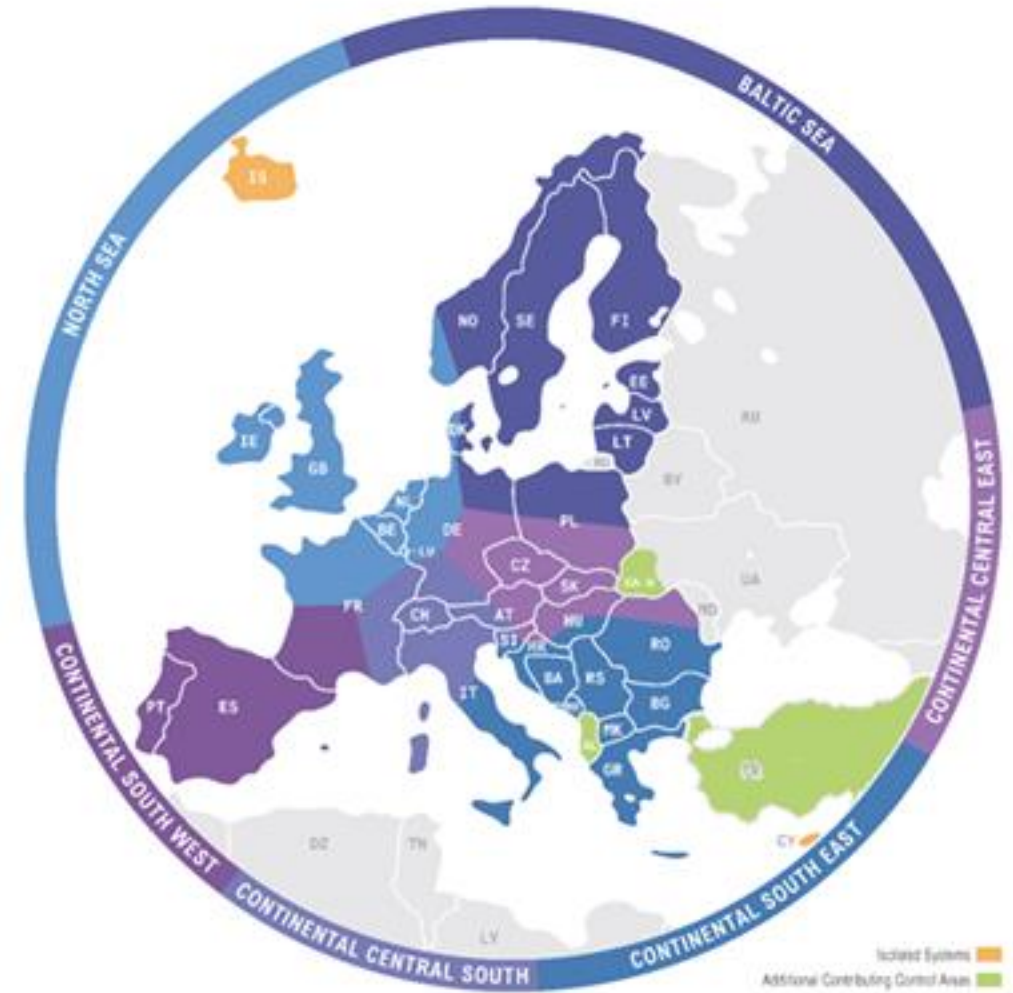 BALTIC SEA
IS
NORTH SEA
NO
SE
FI
EE
LV
LT
RU
IE
GB
DK
BY
NL
BE
LU
DE
PL
CZ
SK
UA
CONTINENTAL CENTRAL EAST
FR
CH
AT
HU
MD
SI
HR
RO
IT
BA
RS
BG
PT
ES
MK
AL
GR
CONTINENTAL SOUTH WEST
DZ
TN
CY
LY
CONTINENTAL CENTRAL SOUTH
CONTINENTAL SOUTH EAST
Isolated Systems
Additional Contributing Control Areas